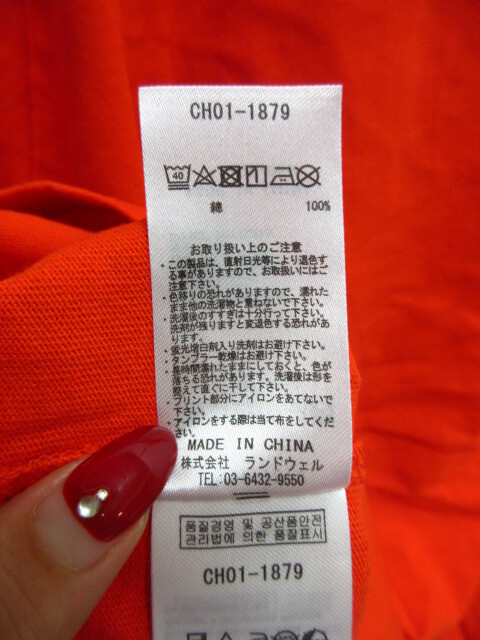 CH01-1879
40
綿 100%
お取り扱い上のご注意
・この製品は、直射日光等により退色す
る事がありますので、お取扱いにはご
注意下さい。
・色移りの恐れがありますので、濡れた
まま他の洗濯物と重ねないで下さい。
・洗濯後のすすぎは十分行って下さい。
洗剤が残りますと変退色する恐れがあ
ります。
・蛍光増白剤入り洗剤はお避け下さい。
・タンブラー乾燥はお避け下さい。
・長時間濡れたままにしておくと、色が
落ちる恐れがあります。洗濯後は形を
整えて直ぐに干して下さい。
・プリント部分にアイロンをあてないで
下さい。
・アイロンをする際は当て布をしてくだ
さい。
MADE IN CHINA
株式会社 ランドウェル
TEL:03-6432-9550
품질경영 및 공산품안전
관리법에 의한 품질표시
CH01-1879